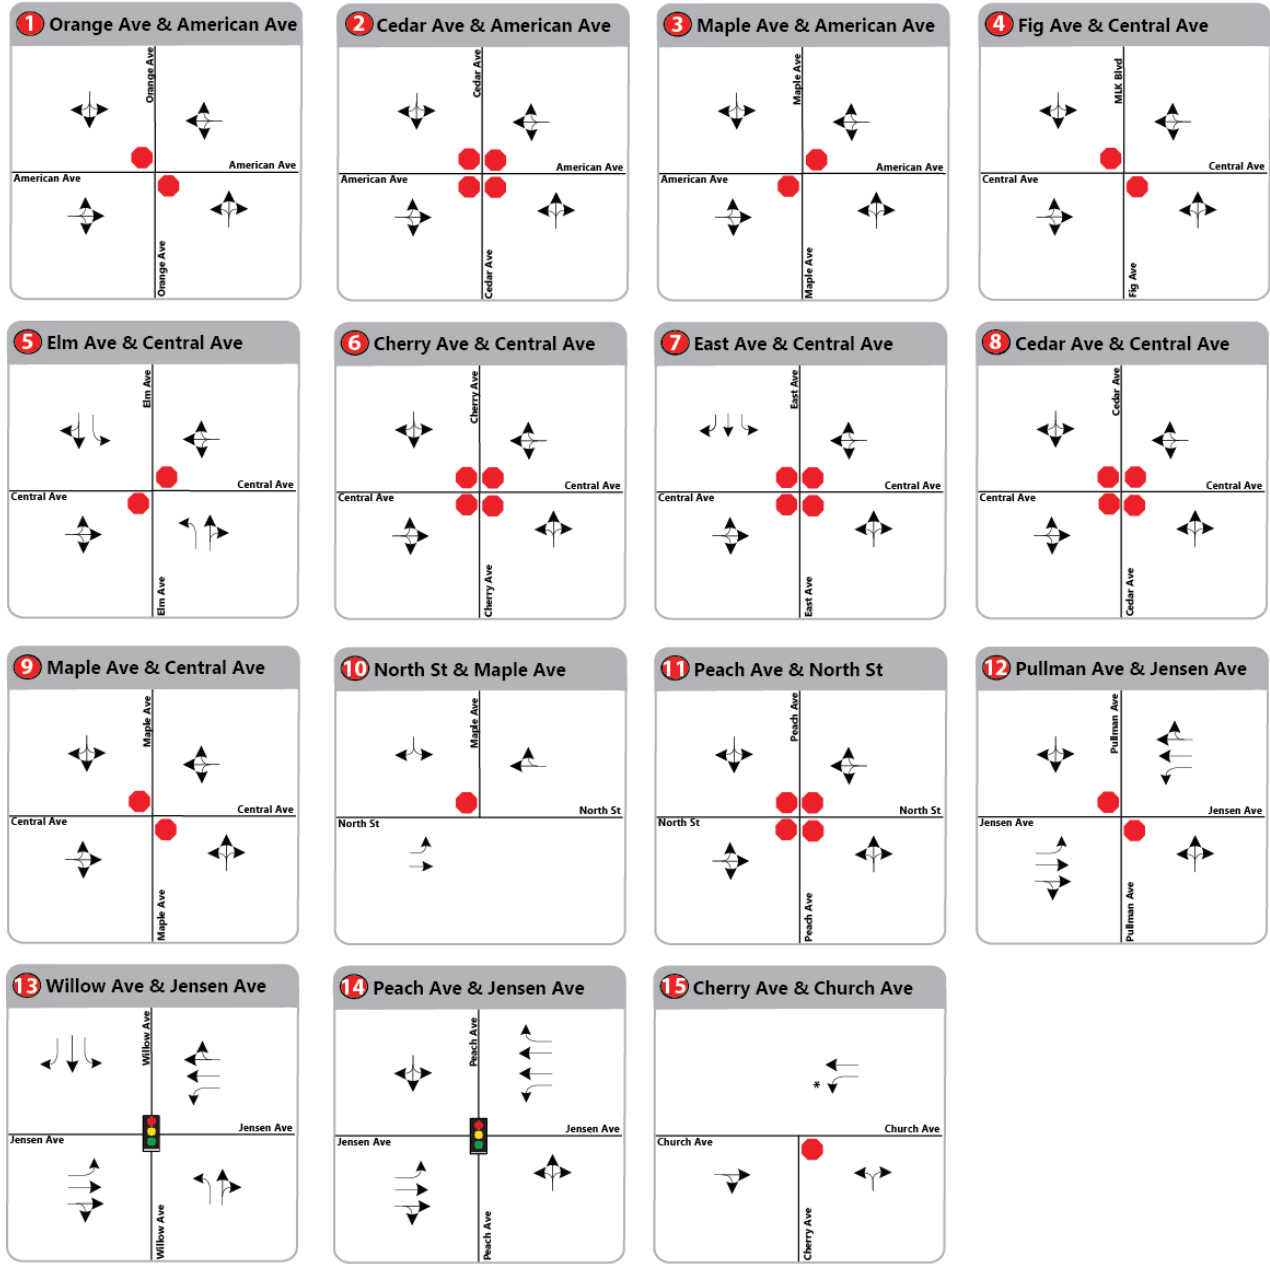 1 Orange Ave & American Ave
Orange Ave
American Ave
American Ave
Orange Ave
2 Cedar Ave & American Ave
Cedar Ave
American Ave
American Ave
Cedar Ave
3 Maple Ave & American Ave
Maple Ave
American Ave
American Ave
Maple Ave
4 Fig Ave & Central Ave
MLK Blvd
Central Ave
Central Ave
Fig Ave
5 Elm Ave & Central Ave
Elm Ave
Central Ave
Central Ave
Elm Ave
6 Cherry Ave & Central Ave
Cherry Ave
Central Ave
Central Ave
Cherry Ave
7 East Ave & Central Ave
East Ave
Central Ave
Central Ave
East Ave
8 Cedar Ave & Central Ave
Cedar Ave
Central Ave
Central Ave
Cedar Ave
9 Maple Ave & Central Ave
Maple Ave
Central Ave
Central Ave
Maple Ave
10 North St & Maple Ave
Maple Ave
North St
North St
11 Peach Ave & North St
Peach Ave
North St
North St
Peach Ave
12 Pullman Ave & Jensen Ave
Pullman Ave
Jensen Ave
Jensen Ave
Pullman Ave
13 Willow Ave & Jensen Ave
Willow Ave
Jensen Ave
Jensen Ave
Willow Ave
14 Peach Ave & Jensen Ave
Peach Ave
Jensen Ave
Jensen Ave
Peach Ave
15 Cherry Ave & Church Ave
*
Church Ave
Church Ave
Cherry Ave